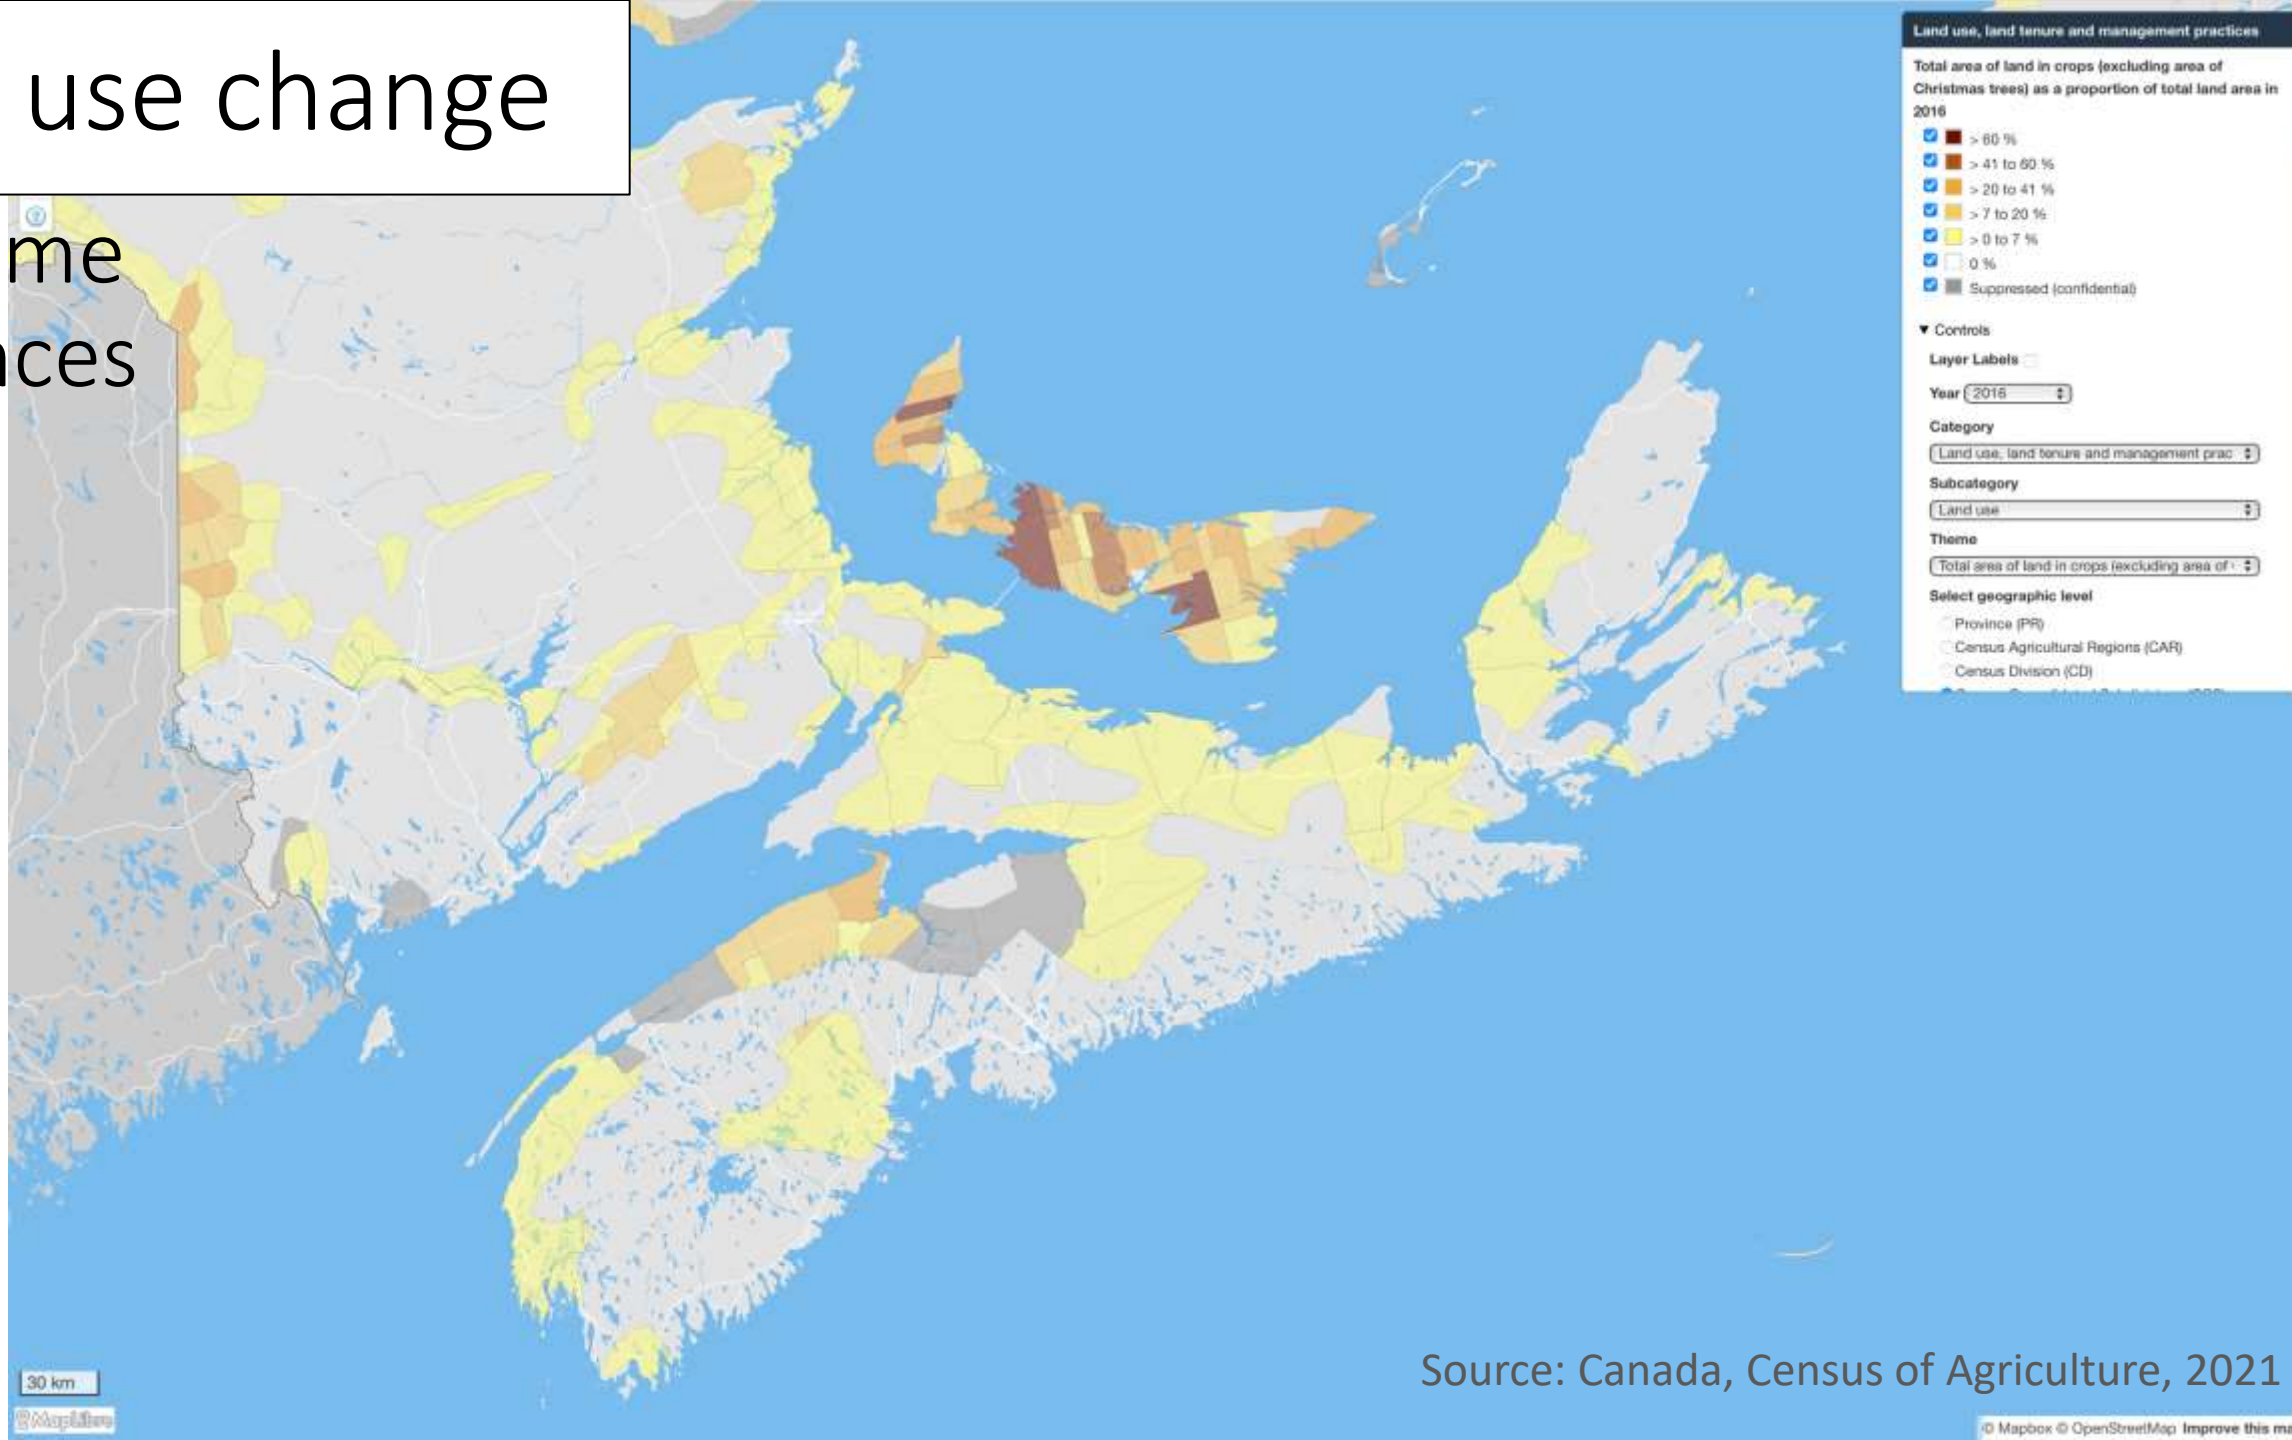 use change
me
ces
Land use, land tenure and management practices
Total area of land in crops (excluding area of
Christmas trees) as a proportion of total land area in
2016
> 60 %
> 41 to 60 %
> 20 to 41 %
> 7 to 20 %
> 0 to 7 %
0 %
Suppressed (confidential)
▼ Controls
Layer Labels
Year 2016
Category
Land use, land tenure and management prac
Subcategory
Land use
Theme
Total area of land in crops (excluding area of
Select geographic level
Province (PR)
Census Agricultural Regions (CAR)
Census Division (CD)
Source: Canada, Census of Agriculture, 2021
30 km
MapLibre
© Mapbox © OpenStreetMap Improve this ma